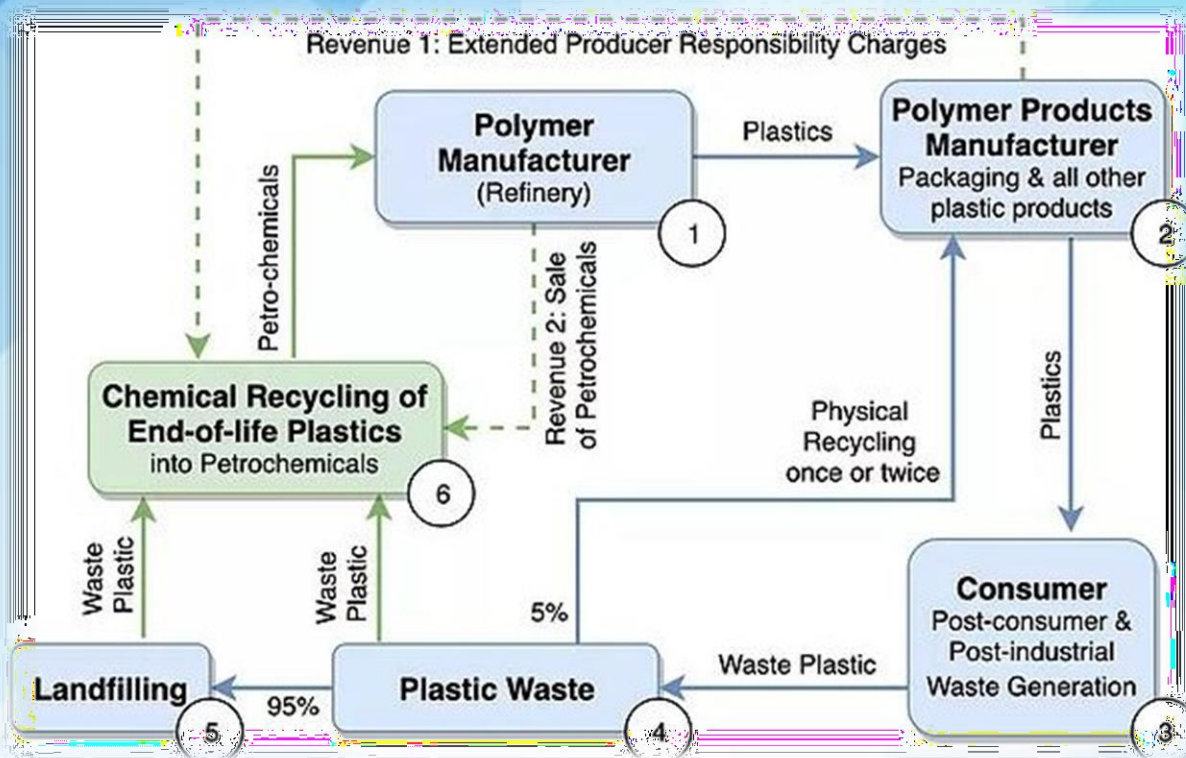 Revenue 1: Extended Producer Responsibility Charges
Polymer
Manufacturer
(Refinery)
1
Plastics
Polymer Products
Manufacturer
Packaging & all other
plastic products
2
Petro-chemicals
Revenue 2: Sale
of Petrochemicals
Chemical Recycling of
End-of-life Plastics
into Petrochemicals
6
Physical
Recycling
once or twice
Plastics
Waste
Plastic
Waste
Plastic
5%
Consumer
Post-consumer &
Post-industrial
Waste Generation
3
Waste Plastic
Plastic Waste
4
95%
Landfilling
5